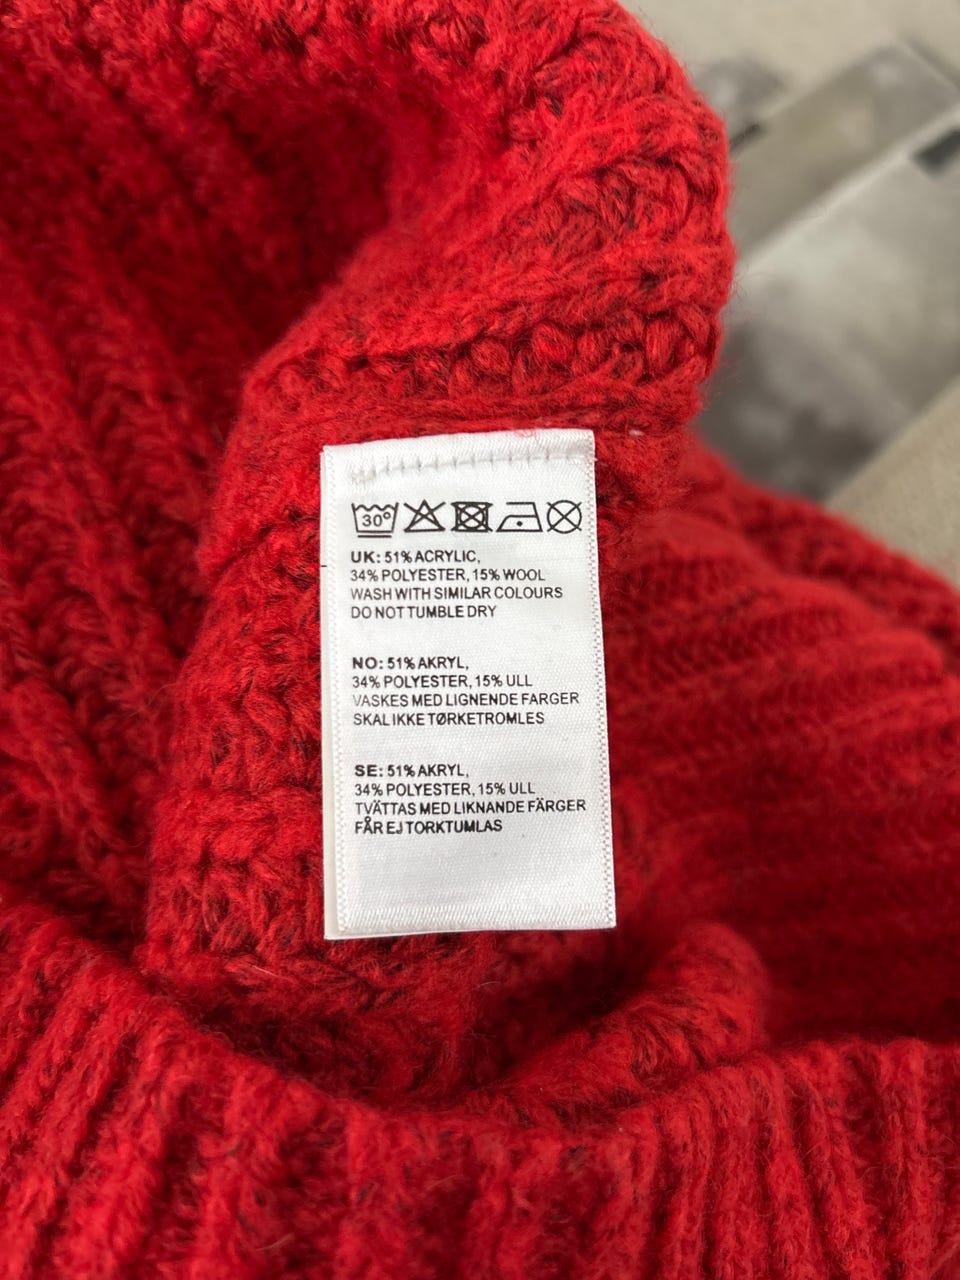 30°
UK: 51% ACRYLIC,
34% POLYESTER, 15% WOOL
WASH WITH SIMILAR COLOURS
DO NOT TUMBLE DRY
NO: 51% AKRYL,
34% POLYESTER, 15% ULL
VASKES MED LIGNENDE FARGER
SKAL IKKE TØRKETROMLES
SE: 51% AKRYL,
34% POLYESTER, 15% ULL
TVÄTTAS MED LIKNANDE FÄRGER
FÅR EJ TORKTUMLAS